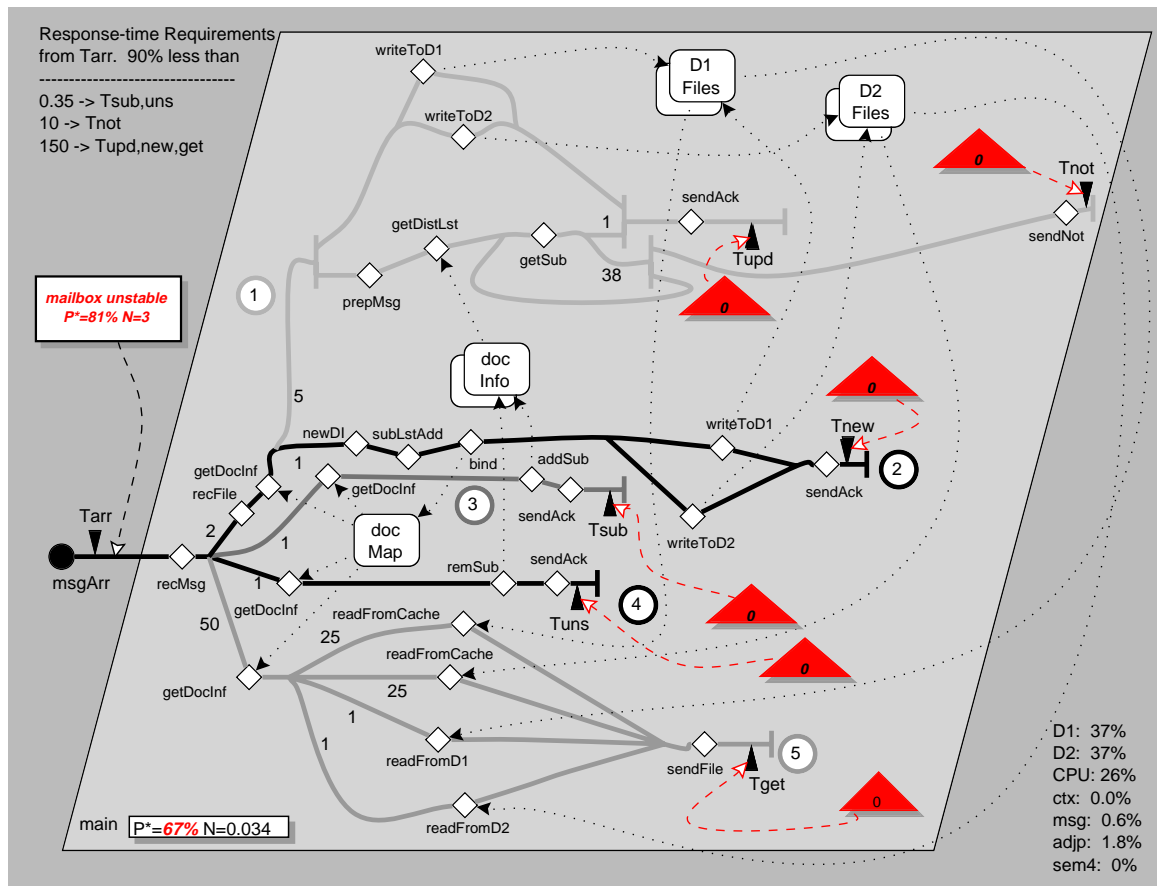 Response-time Requirements
from Tarr. 90% less than
---------------------------------
0.35 -> Tsub,uns
10 -> Tnot
150 -> Tupd,new,get
writeToD1
D1
Files
D2
Files
writeToD2
0
Tnot
sendNot
getDistLst
1
sendAck
getSub
Tupd
38
prepMsg
0
1
mailbox unstable
P*=81% N=3
doc
Info
0
5
newDI
subLstAdd
bind
writeToD1
Tnew
1
getDocInf
recFile
addSub
sendAck
2
getDocInf
3
sendAck
Tsub
writeToD2
Tarr
2
1
doc
Map
msgArr
recMsg
1
getDocInf
remSub
sendAck
Tuns
4
0
0
50
readFromCache
25
readFromCache
getDocInf
25
1
readFromD1
1
sendFile
Tget
5
0
readFromD2
main
P*=67% N=0.034
D1: 37%
D2: 37%
CPU: 26%
ctx: 0.0%
msg: 0.6%
adjp: 1.8%
sem4: 0%